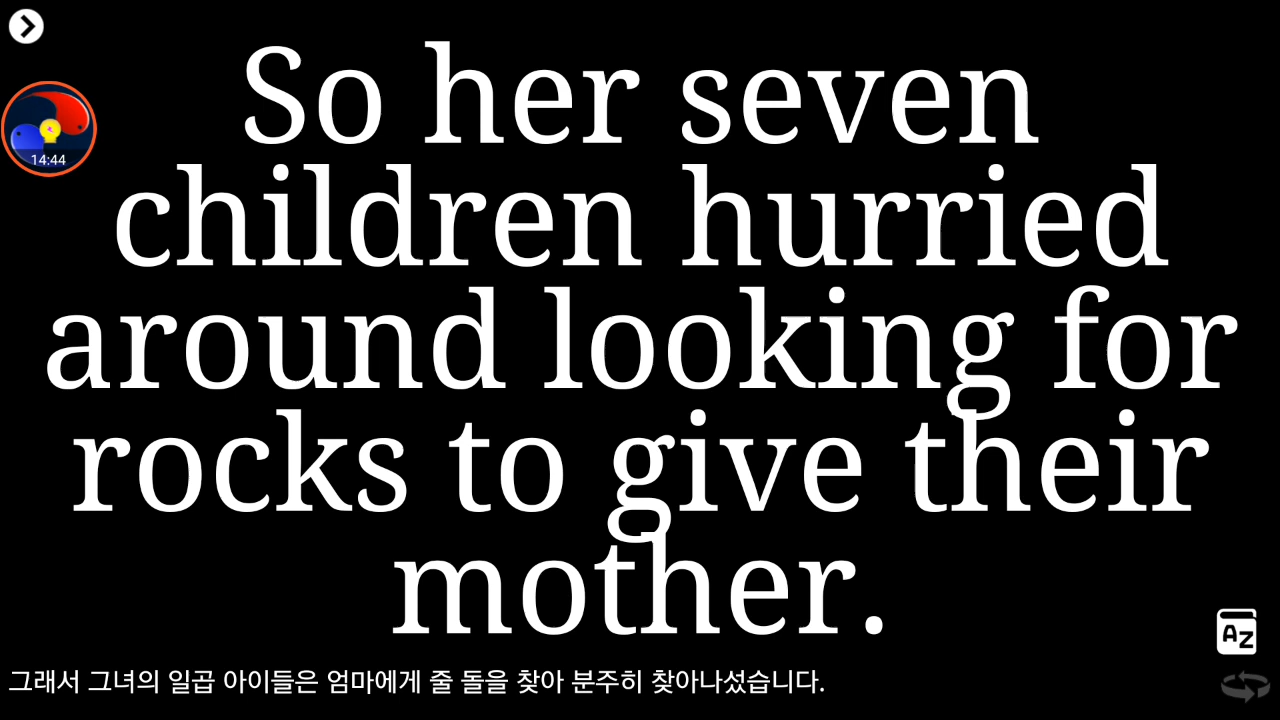 So her seven
children hurried
around looking for
rocks to give their
mother.
14:44
AZ
그래서 그녀의 일곱 아이들은 엄마에게 줄 돌을 찾아 분주히 찾아나섰습니다.